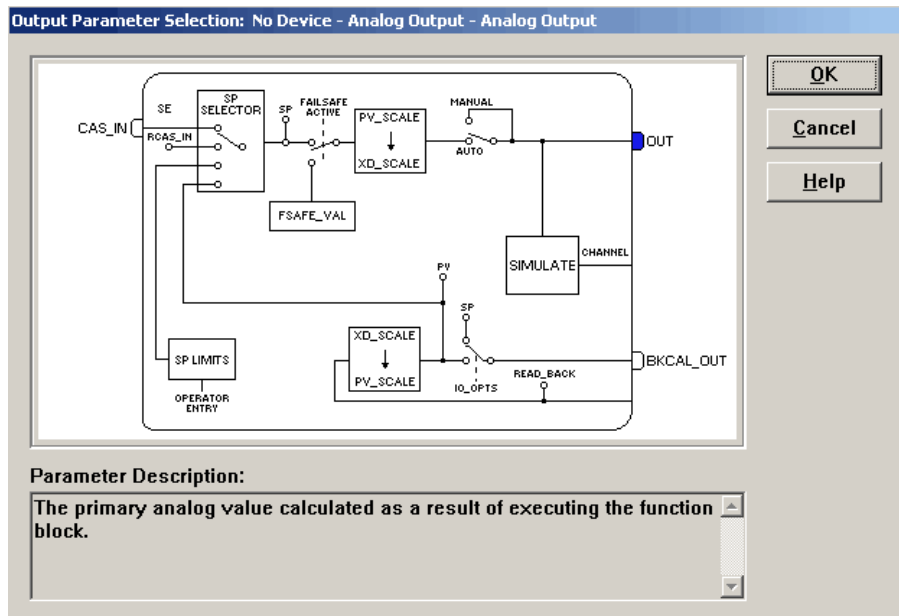 Output Parameter Selection: No Device - Analog Output - Analog Output
OK
Cancel
Help
CAS_IN
SE
RCAS_IN
SP
SELECTOR
SP
FAILSAFE
ACTIVE
PV_SCALE
XD_SCALE
MANUAL
AUTO
OUT
FSAFE_VAL
SIMULATE
CHANNEL
PV
SP
XD_SCALE
PV_SCALE
IO_OPTS
READ_BACK
BKCAL_OUT
SP LIMITS
OPERATOR
ENTRY
Parameter Description:
The primary analog value calculated as a result of executing the function
block.